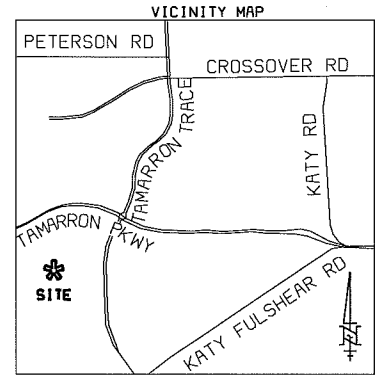 VICINITY MAP
PETERSON RD
CROSSOVER RD
TAMARRON TRACE
KATY RD
TAMARRON PKWY
SITE
KATY FULSHEAR RD
N